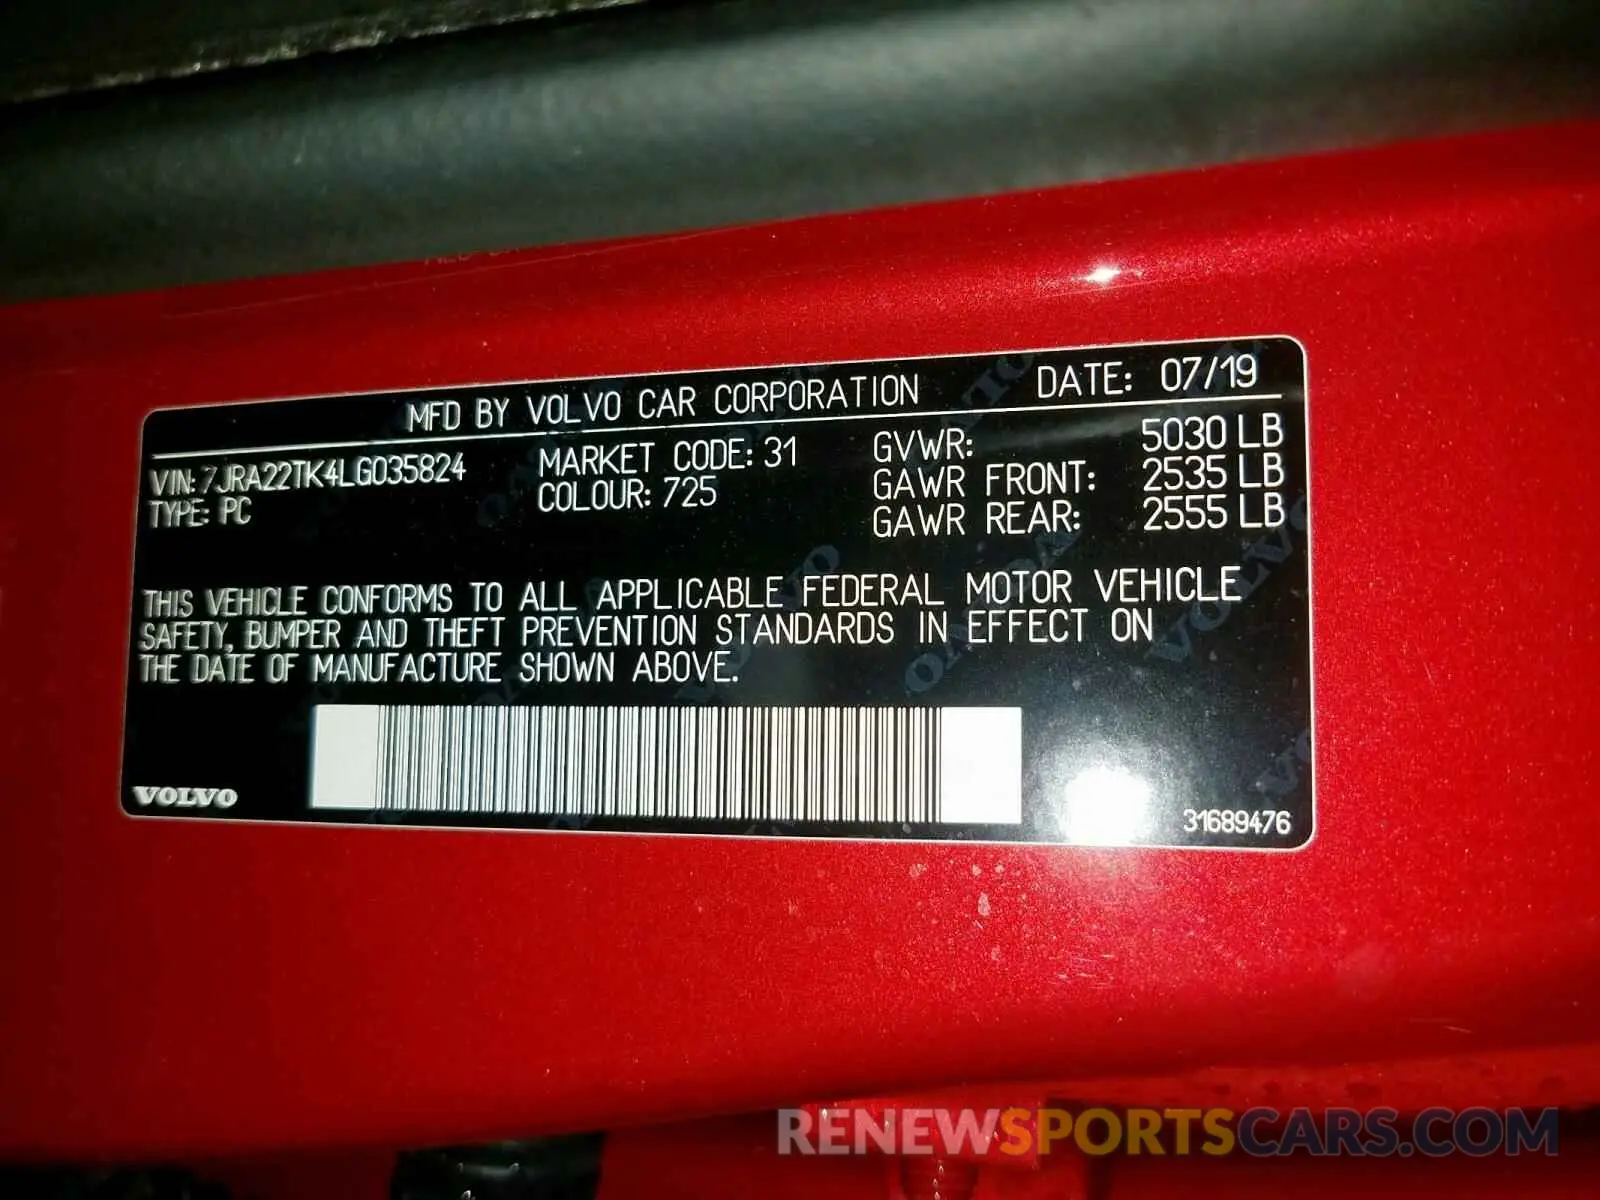 MFD BY VOLVO CAR CORPORATION DATE: 07/19
VIN: 7JRA22TK4LG035824 MARKET CODE: 31 GVWR: 5030 LB
TYPE: PC COLOUR: 725 GAWR FRONT: 2535 LB
GAWR REAR: 2555 LB
THIS VEHICLE CONFORMS TO ALL APPLICABLE FEDERAL MOTOR VEHICLE
SAFETY, BUMPER AND THEFT PREVENTION STANDARDS IN EFFECT ON
THE DATE OF MANUFACTURE SHOWN ABOVE.
VOLVO
31689476
RENEWSPORTSCARS.COM